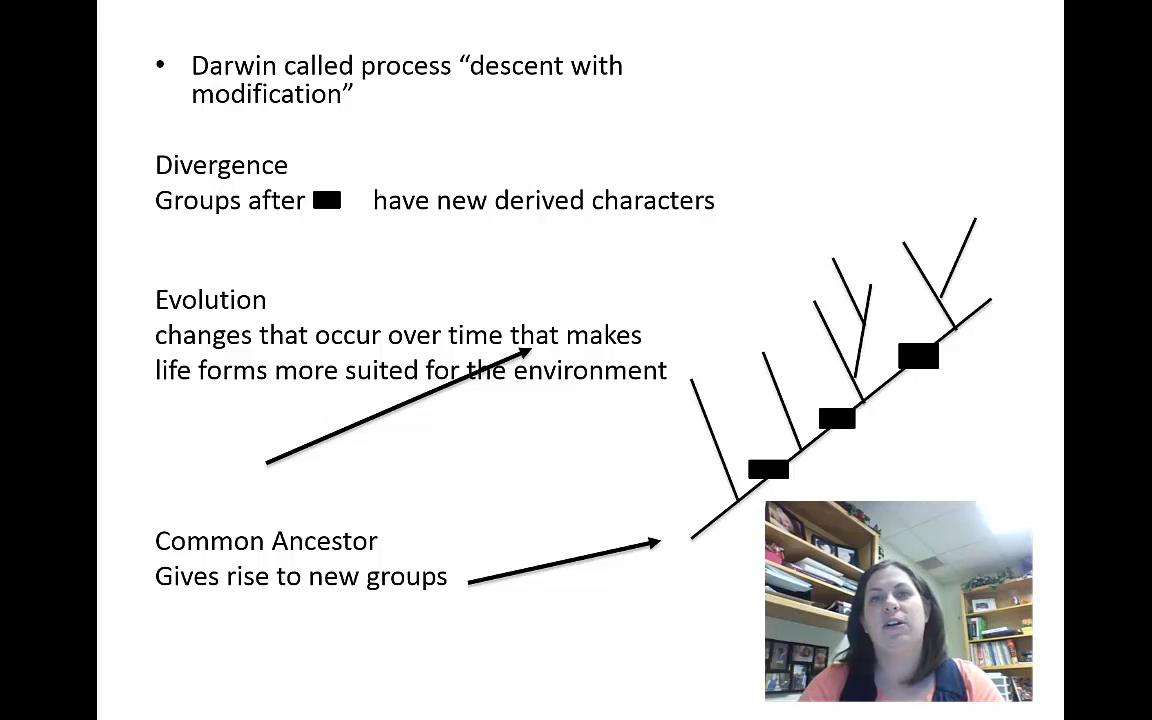 • Darwin called process “descent with
modification”
Divergence
Groups after have new derived characters
Evolution
changes that occur over time that makes
life forms more suited for the environment
Common Ancestor
Gives rise to new groups